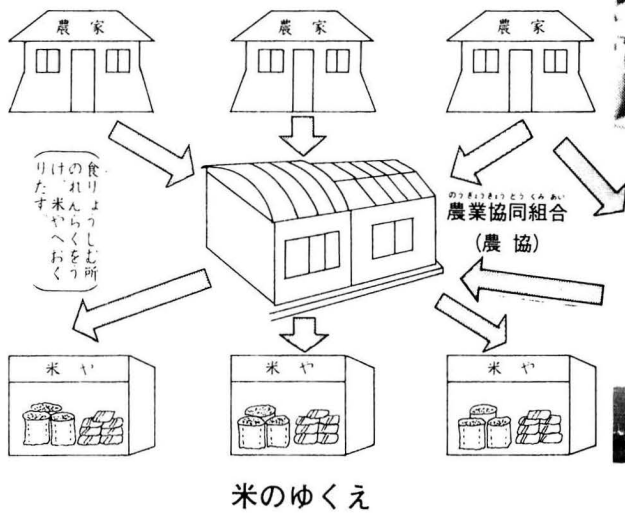 農家
農家
農家
食りょうじむ所
のれんらくをう
け、米やへおく
りだす
のうぎょうきょうどうくみあい
農業協同組合
(農協)
米や
米や
米や
米のゆくえ